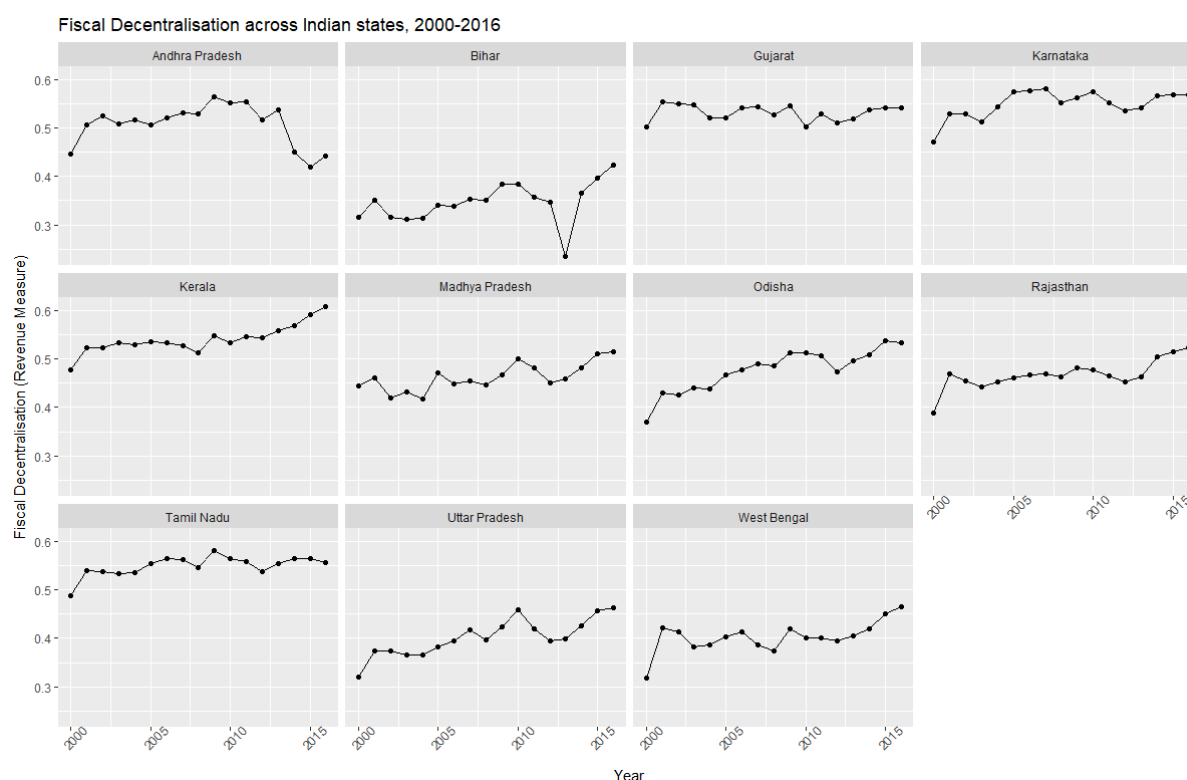 Fiscal Decentralisation across Indian states, 2000-2016
Andhra Pradesh
Bihar
Gujarat
Karnataka
0.6
0.5
0.4
0.3
Kerala
Madhya Pradesh
Odisha
Rajasthan
0.6
0.5
0.4
0.3
2000
2005
2010
2015
Tamil Nadu
Uttar Pradesh
West Bengal
0.6
0.5
0.4
0.3
2000
2005
2010
2015
2000
2005
2010
2015
2000
2005
2010
2015
Fiscal Decentralisation (Revenue Measure)
Year